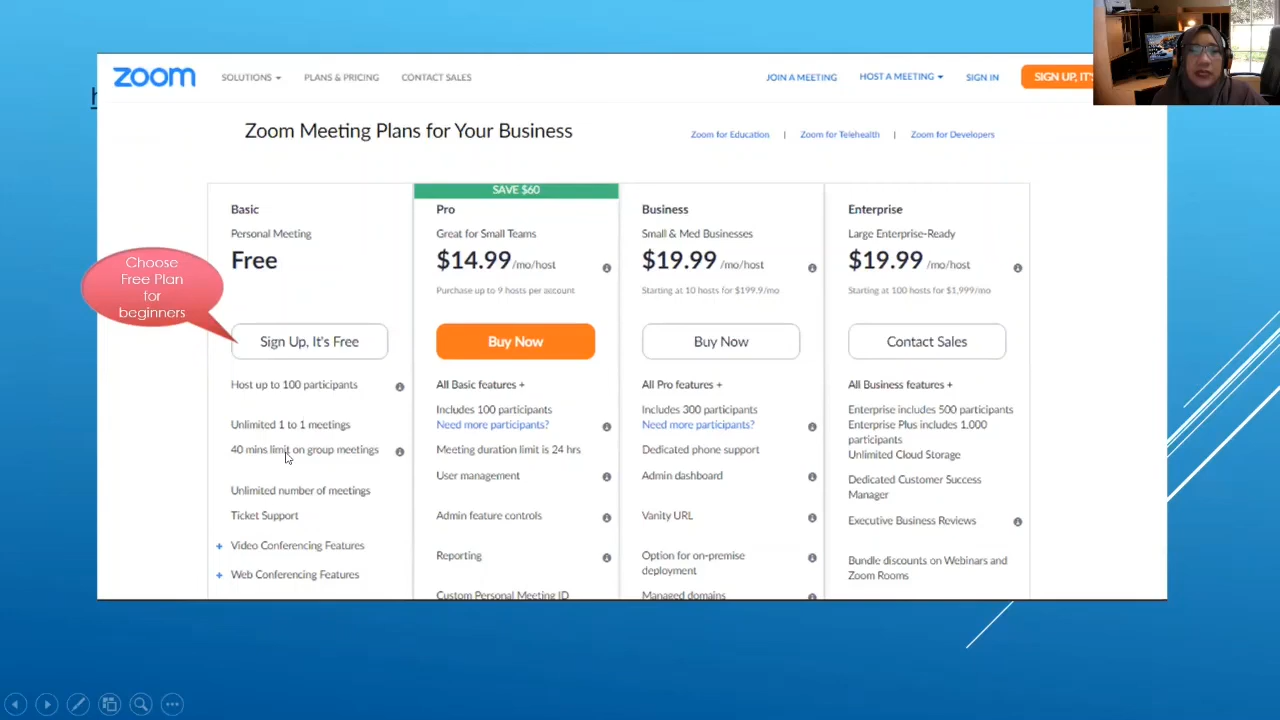 zoom
SOLUTIONS
PLANS & PRICING
CONTACT SALES
JOIN A MEETING
HOST A MEETING
SIGN IN
SIGN UP, IT'S
h
Zoom Meeting Plans for Your Business
Zoom for Education | Zoom for Telehealth | Zoom for Developers
Choose
Free Plan
for
beginners
Basic
Personal Meeting
Free
Sign Up, It's Free
Host up to 100 participants
Unlimited 1 to 1 meetings
40 mins limit on group meetings
Unlimited number of meetings
Ticket Support
+ Video Conferencing Features
+ Web Conferencing Features
SAVE $60
Pro
Great for Small Teams
$14.99 /mo/host
Purchase up to 9 hosts per account
Buy Now
All Basic features +
Includes 100 participants
Need more participants?
Meeting duration limit is 24 hrs
User management
Admin feature controls
Reporting
Custom Personal Meeting ID
Business
Small & Med Businesses
$19.99 /mo/host
Starting at 10 hosts for $199.9/mo
Buy Now
All Pro features +
Includes 300 participants
Need more participants?
Dedicated phone support
Admin dashboard
Vanity URL
Option for on-premise
deployment
Managed domains
Enterprise
Large Enterprise-Ready
$19.99 /mo/host
Starting at 100 hosts for $1,999/mo
Contact Sales
All Business features +
Enterprise includes 500 participants
Enterprise Plus includes 1,000
participants
Unlimited Cloud Storage
Dedicated Customer Success
Manager
Executive Business Reviews
Bundle discounts on Webinars and
Zoom Rooms